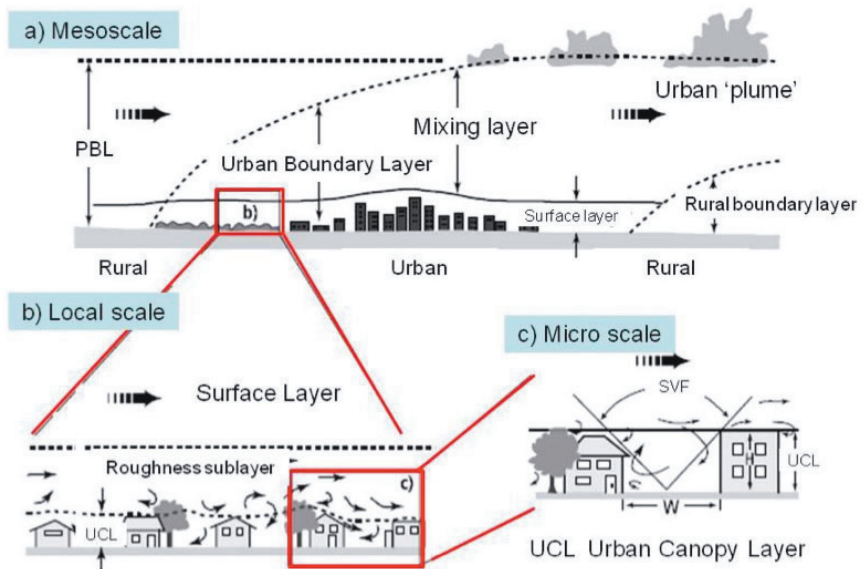 a) Mesoscale
Urban ‘plume’
Mixing layer
PBL
Urban Boundary Layer
b)
Surface layer
Rural boundary layer
Rural
Urban
Rural
b) Local scale
Surface Layer
Roughness sublayer
c)
UCL
c) Micro scale
SVF
H
UCL
W
UCL Urban Canopy Layer